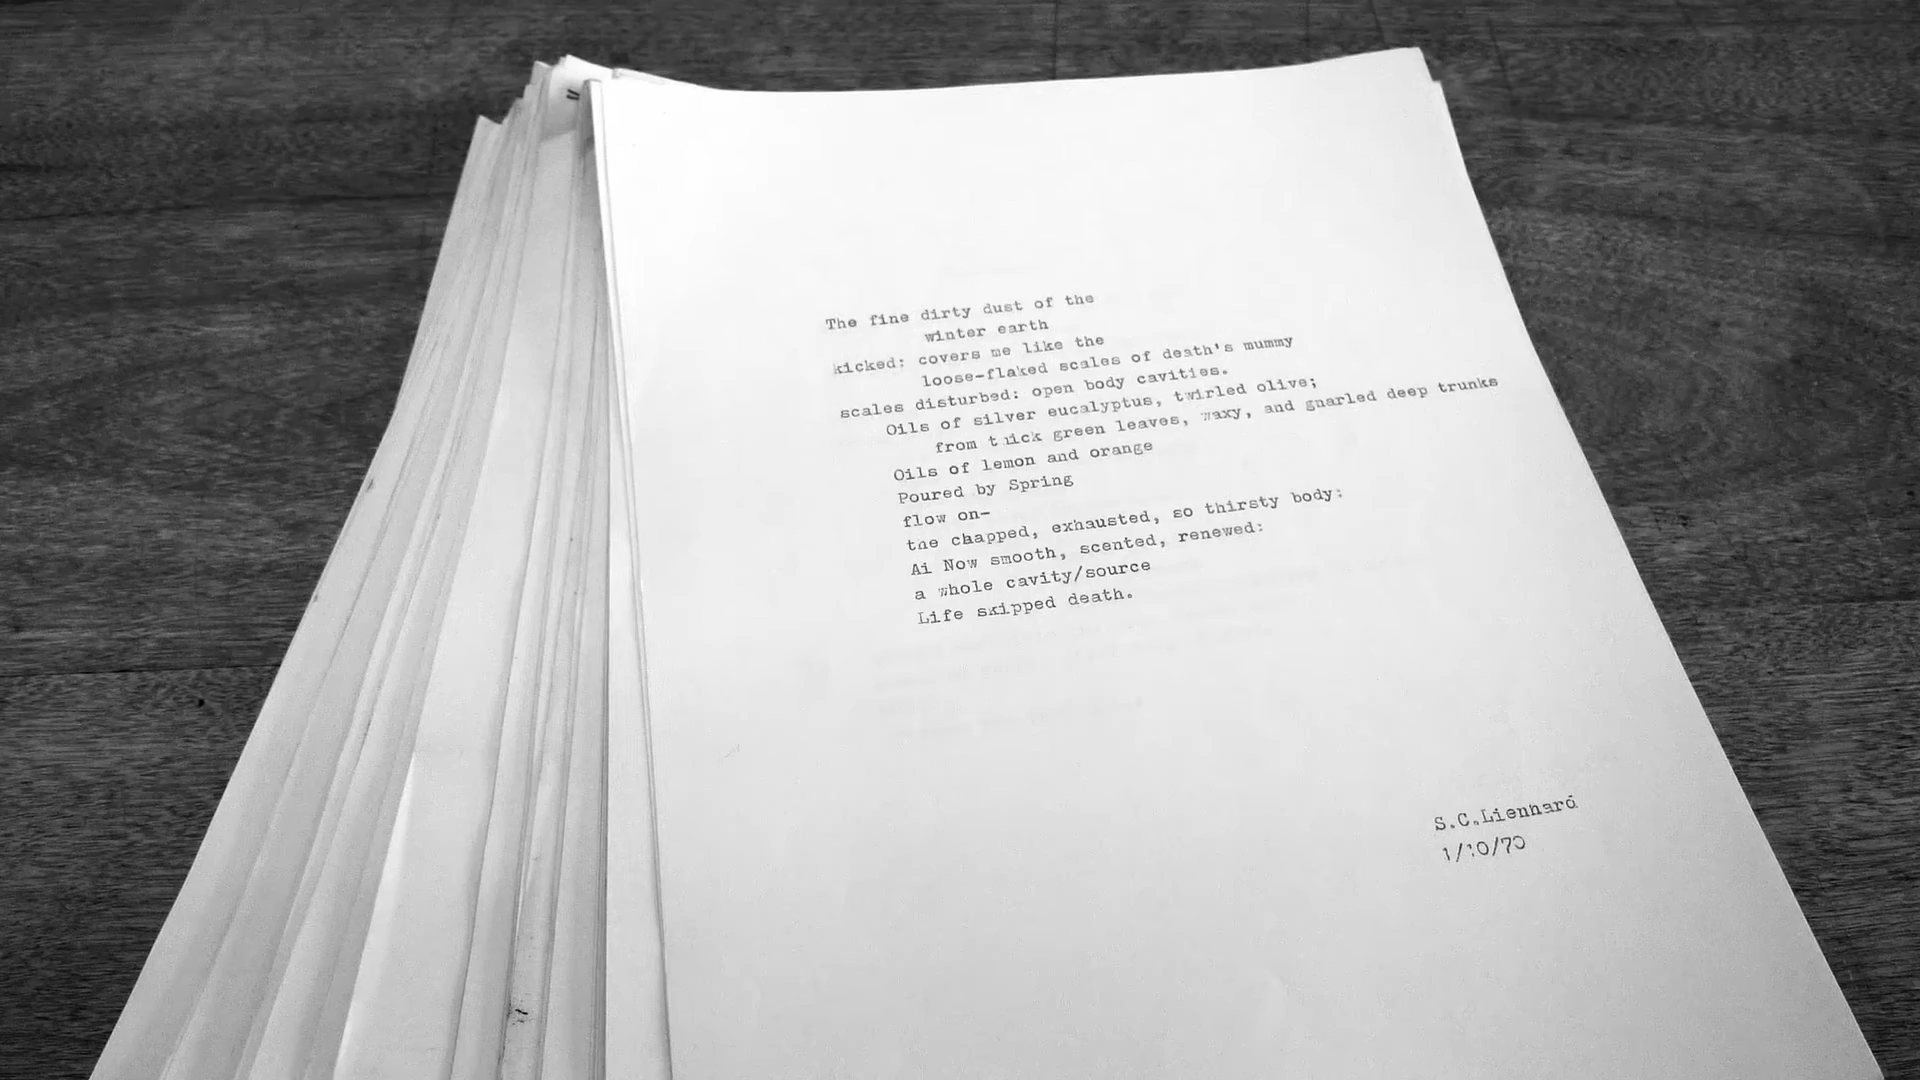 The fine dirty dust of the
winter earth
kicked: covers me like the
loose-flaked scales of death's mummy
scales disturbed: open body cavities.
Oils of silver eucalyptus, twirled olive;
from thick green leaves, waxy, and gnarled deep trunks
Oils of lemon and orange
Poured by Spring
flow on-
the chapped, exhausted, so thirsty body:
Ai Now smooth, scented, renewed:
a whole cavity/source
Life skipped death.
S.C.Lienhard
1/10/70